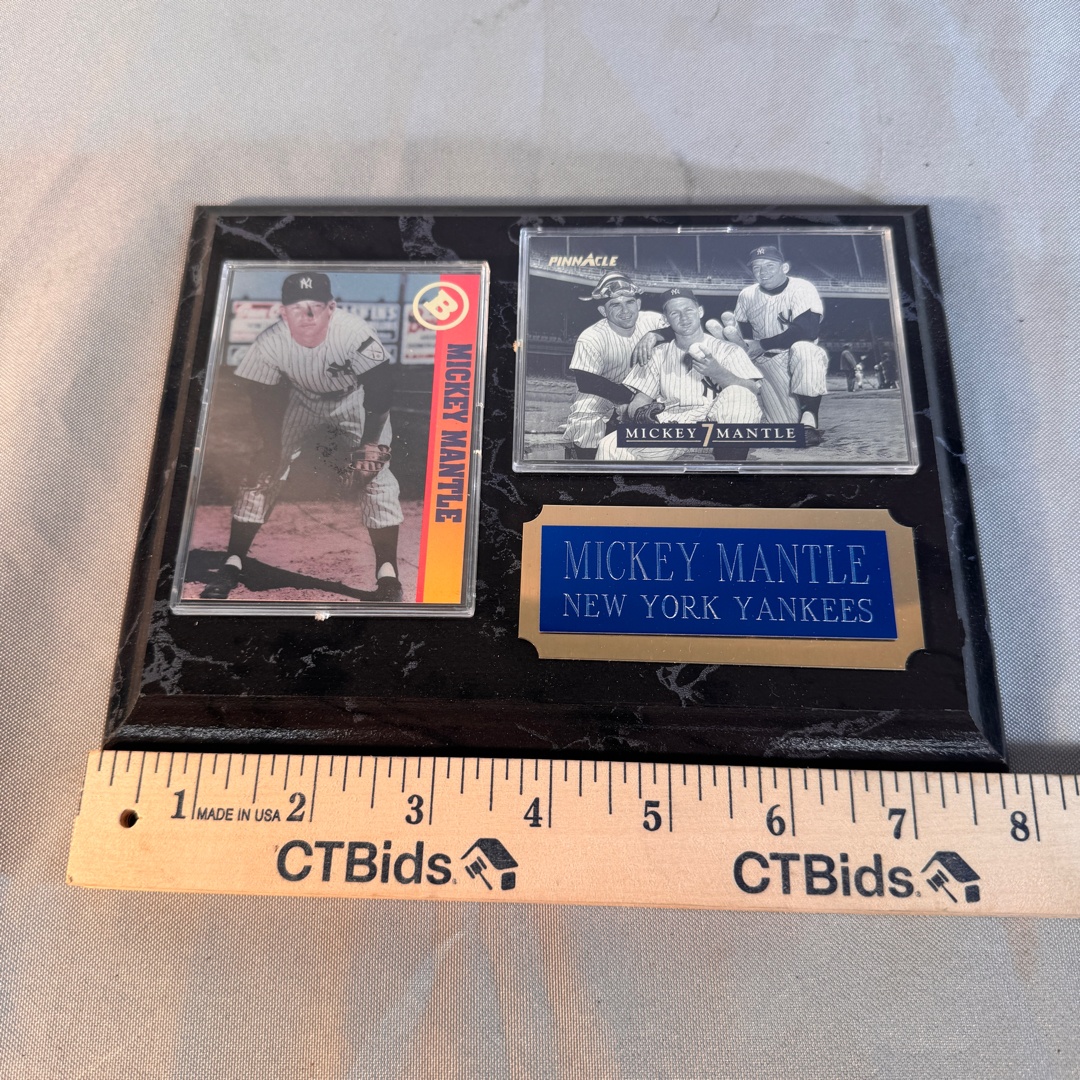 B
MICKEY MANTLE
NY
PINNACLE
MICKEY 7 MANTLE
MICKEY MANTLE
NEW YORK YANKEES
1 MADE IN USA 2 3 4 5 6 7 8
CTBids. CTBids.